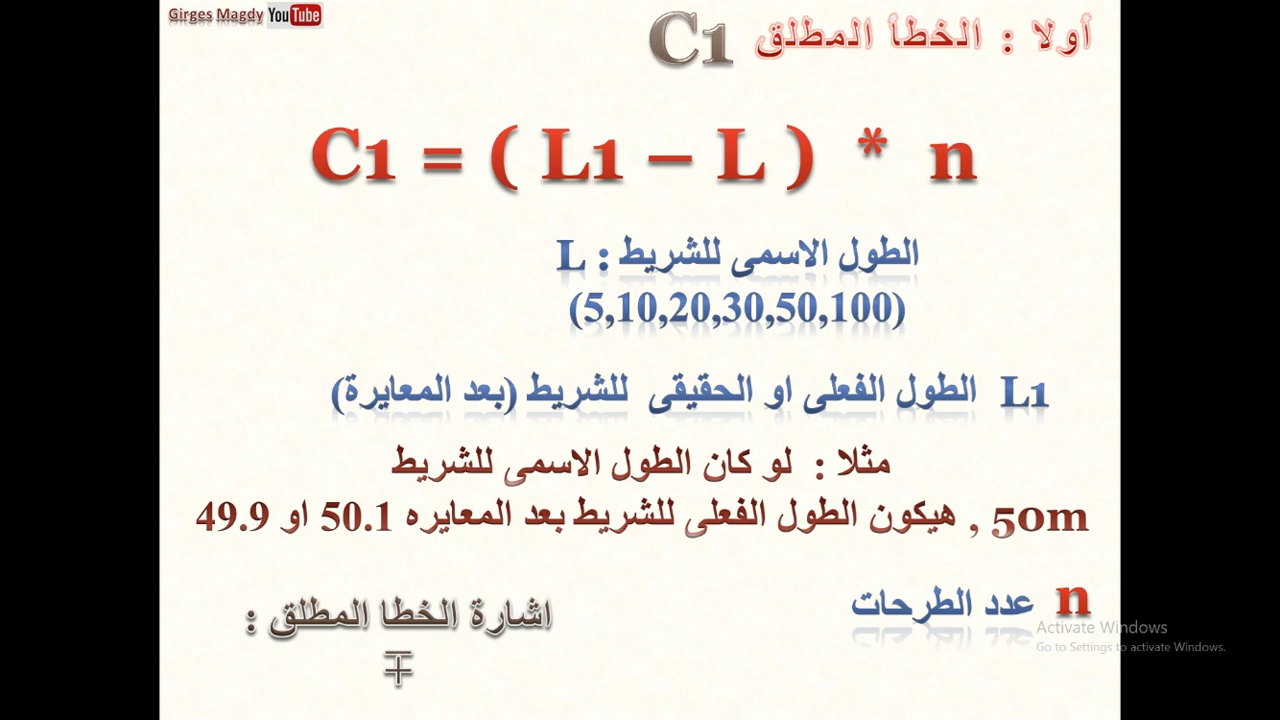 Girges Magdy YouTube
أولا : الخطأ المطلق C1
C1 = ( L1 – L ) * n
الطول الاسمى للشريط : L
(5,10,20,30,50,100)
L1 الطول الفعلى او الحقيقى للشريط (بعد المعايرة)
مثلا : لو كان الطول الاسمى للشريط
50m , هيكون الطول الفعلى للشريط بعد المعايره 50.1 او 49.9
n عدد الطرحات
اشارة الخطا المطلق :
∓
Activate Windows
Go to Settings to activate Windows.